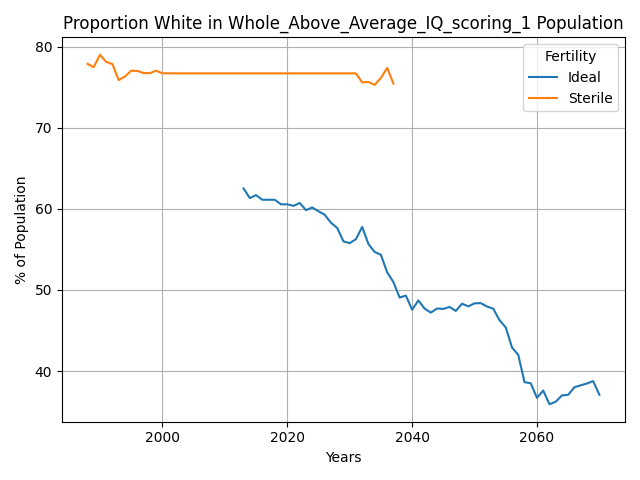 Proportion White in Whole_Above_Average_IQ_scoring_1 Population
80
70
60
50
40
% of Population
Fertility
Ideal
Sterile
2000 2020 2040 2060
Years